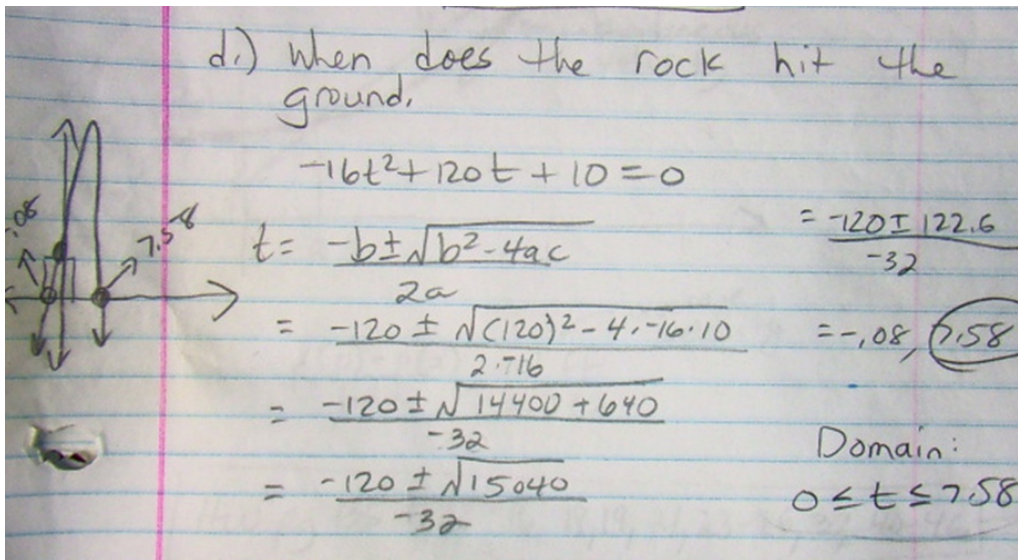 d.) When does the rock hit the
ground.
-16t²+120t+10=0
t= -b±√b²-4ac
2a
= -120 ± √(120)²-4·-16·10
2·-16
= -120 ± √14400+640
-32
= -120 ± √15040
-32
= -120 ± 122.6
-32
= -.08, 7.58
Domain:
0≤t≤7.58
.08
7.58